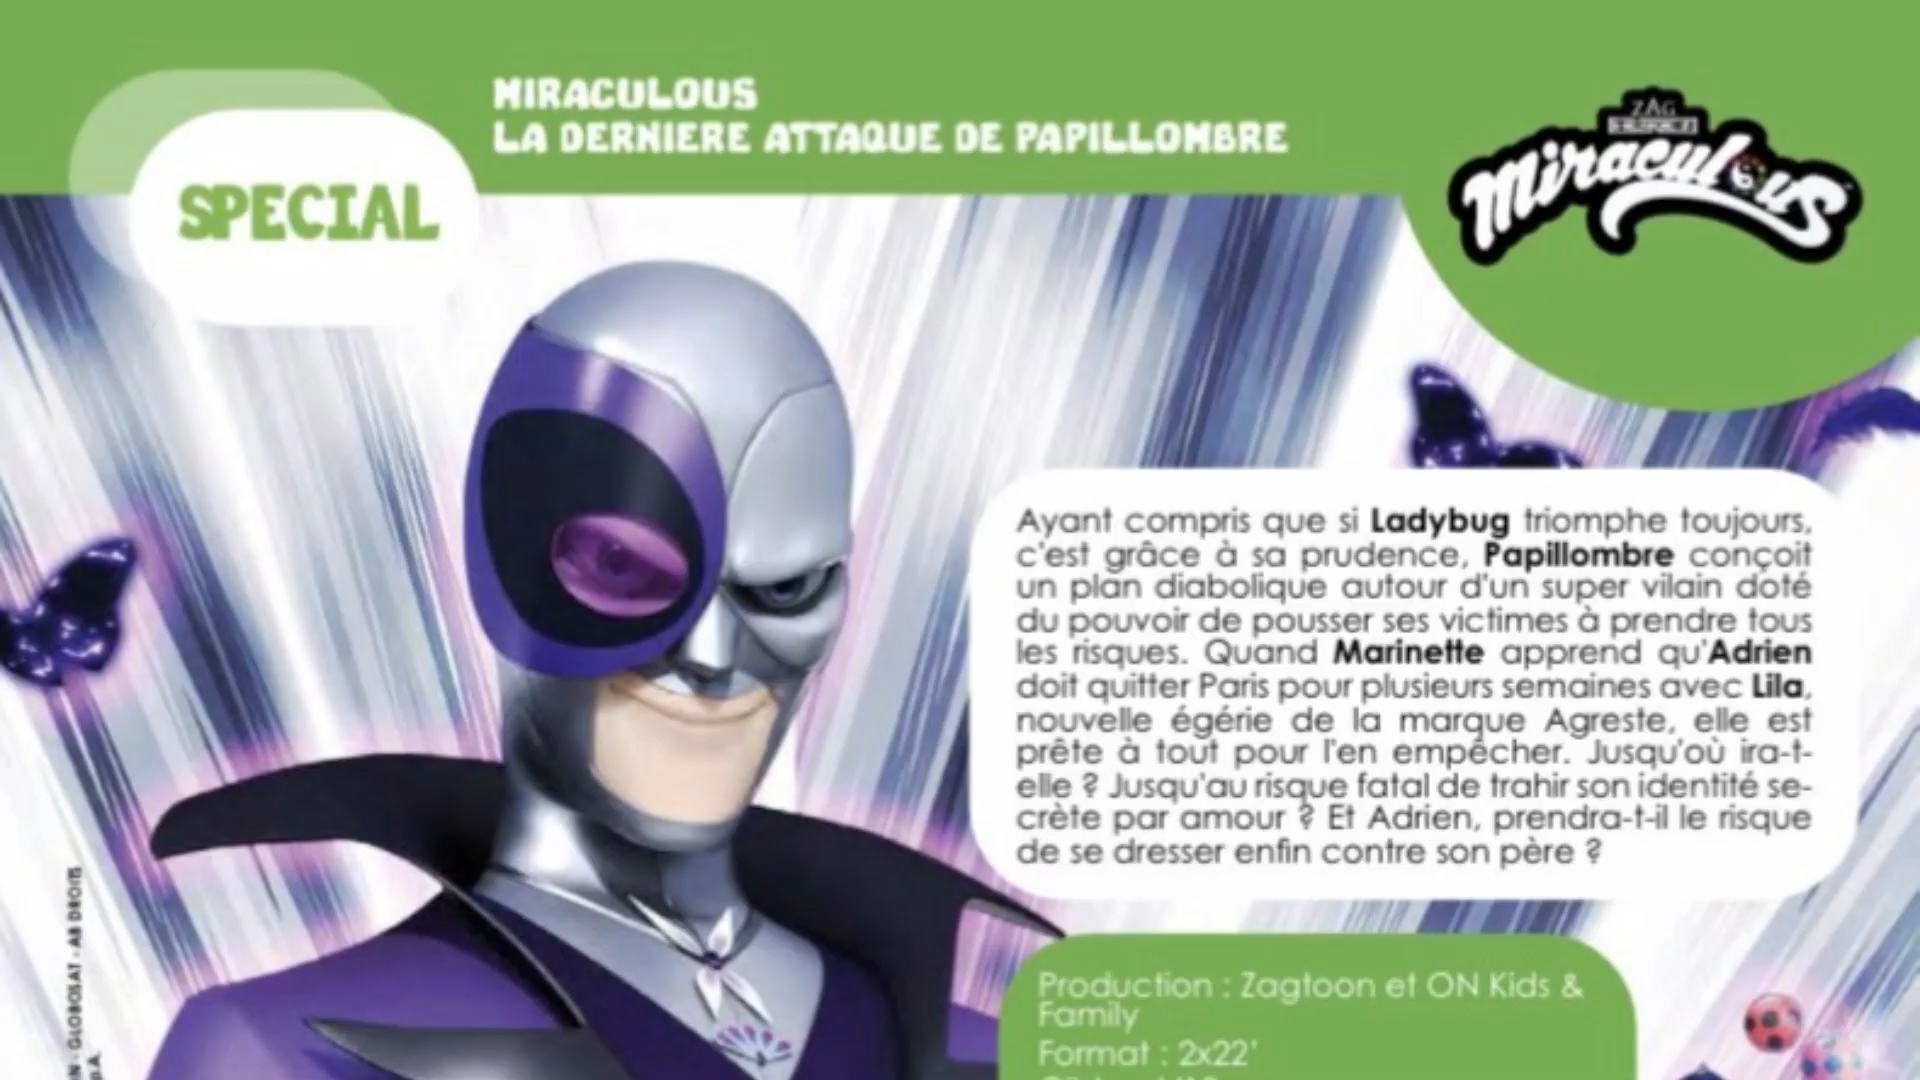 MIRACULOUS
LA DERNIERE ATTAQUE DE PAPILLOMBRE
SPECIAL
ZAG
Miraculous
Ayant compris que si Ladybug triomphe toujours,
c'est grâce à sa prudence, Papillombre conçoit
un plan diabolique autour d'un super vilain doté
du pouvoir de pousser ses victimes à prendre tous
les risques. Quand Marinette apprend qu'Adrien
doit quitter Paris pour plusieurs semaines avec Lila,
nouvelle égérie de la marque Agreste, elle est
prête à tout pour l'en empêcher. Jusqu'où ira-t-
elle ? Jusqu'au risque fatal de trahir son identité se-
crète par amour ? Et Adrien, prendra-t-il le risque
de se dresser enfin contre son père ?
Production : Zagtoon et ON Kids &
Family
Format : 2x22'
- GLOBOSAT - AB DROITS